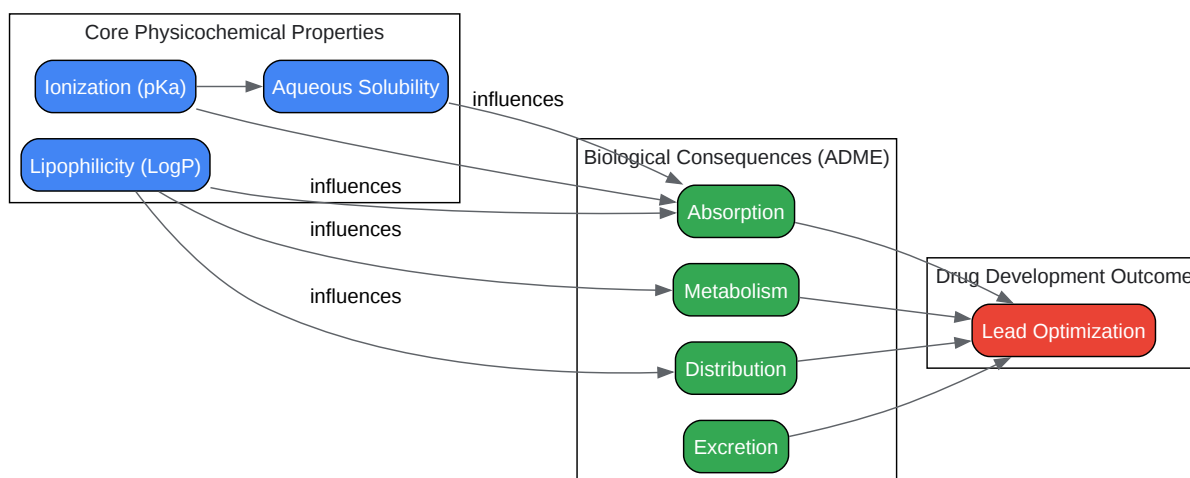 Core Physicochemical Properties
Ionization (pKa)
Aqueous Solubility
influences
Lipophilicity (LogP)
influences
influences
influences
Biological Consequences (ADME)
Absorption
Metabolism
Distribution
Excretion
Drug Development Outcome
Lead Optimization